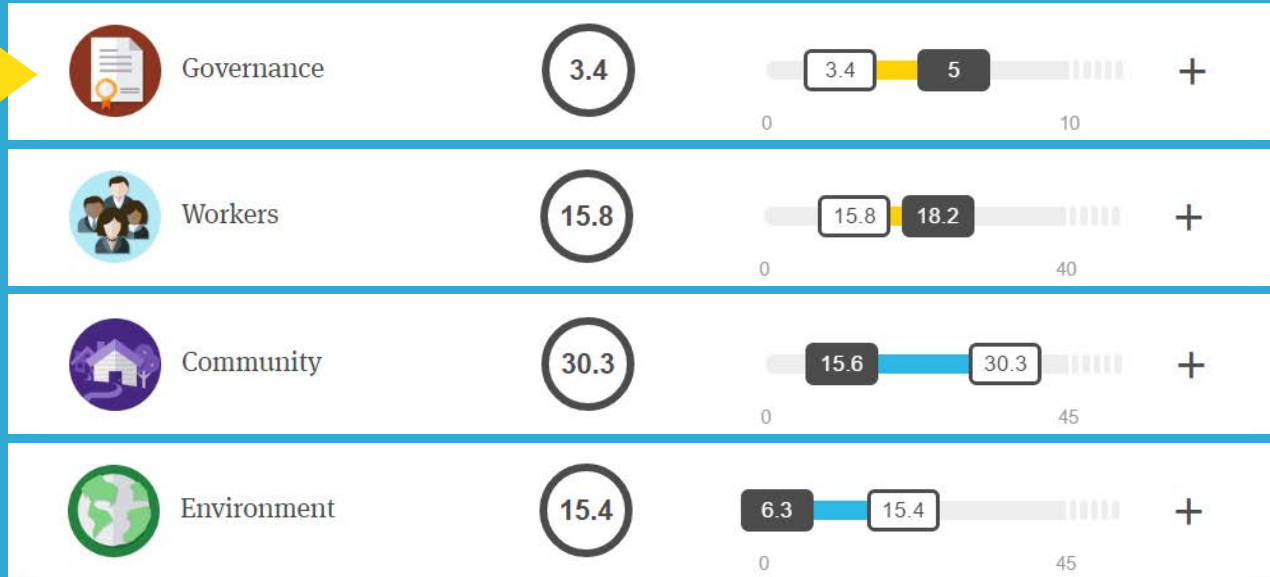 Governance 3.4 3.4 5 +
0 10
Workers 15.8 15.8 18.2 +
0 40
Community 30.3 15.6 30.3 +
0 45
Environment 15.4 6.3 15.4 +
0 45